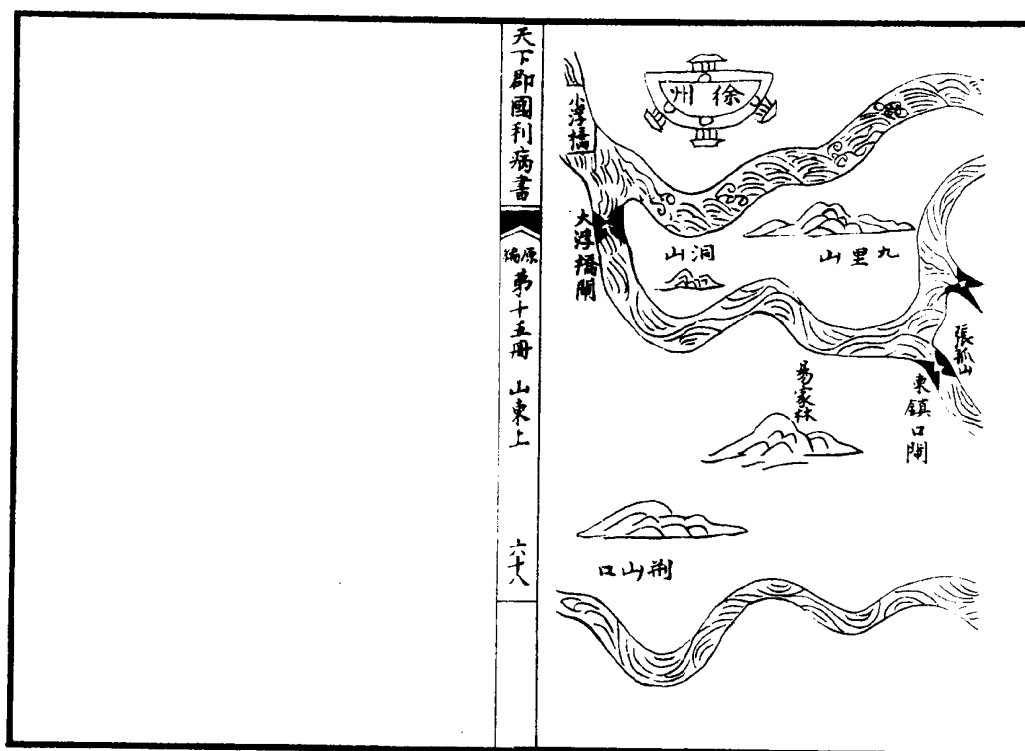 徐州
小浮橋
大浮橋閘
洞山
九里山
張孤山
東鎮口閘
易家林
荆山口
天下郡國利病書
原編
第十五冊
山東上
六十八